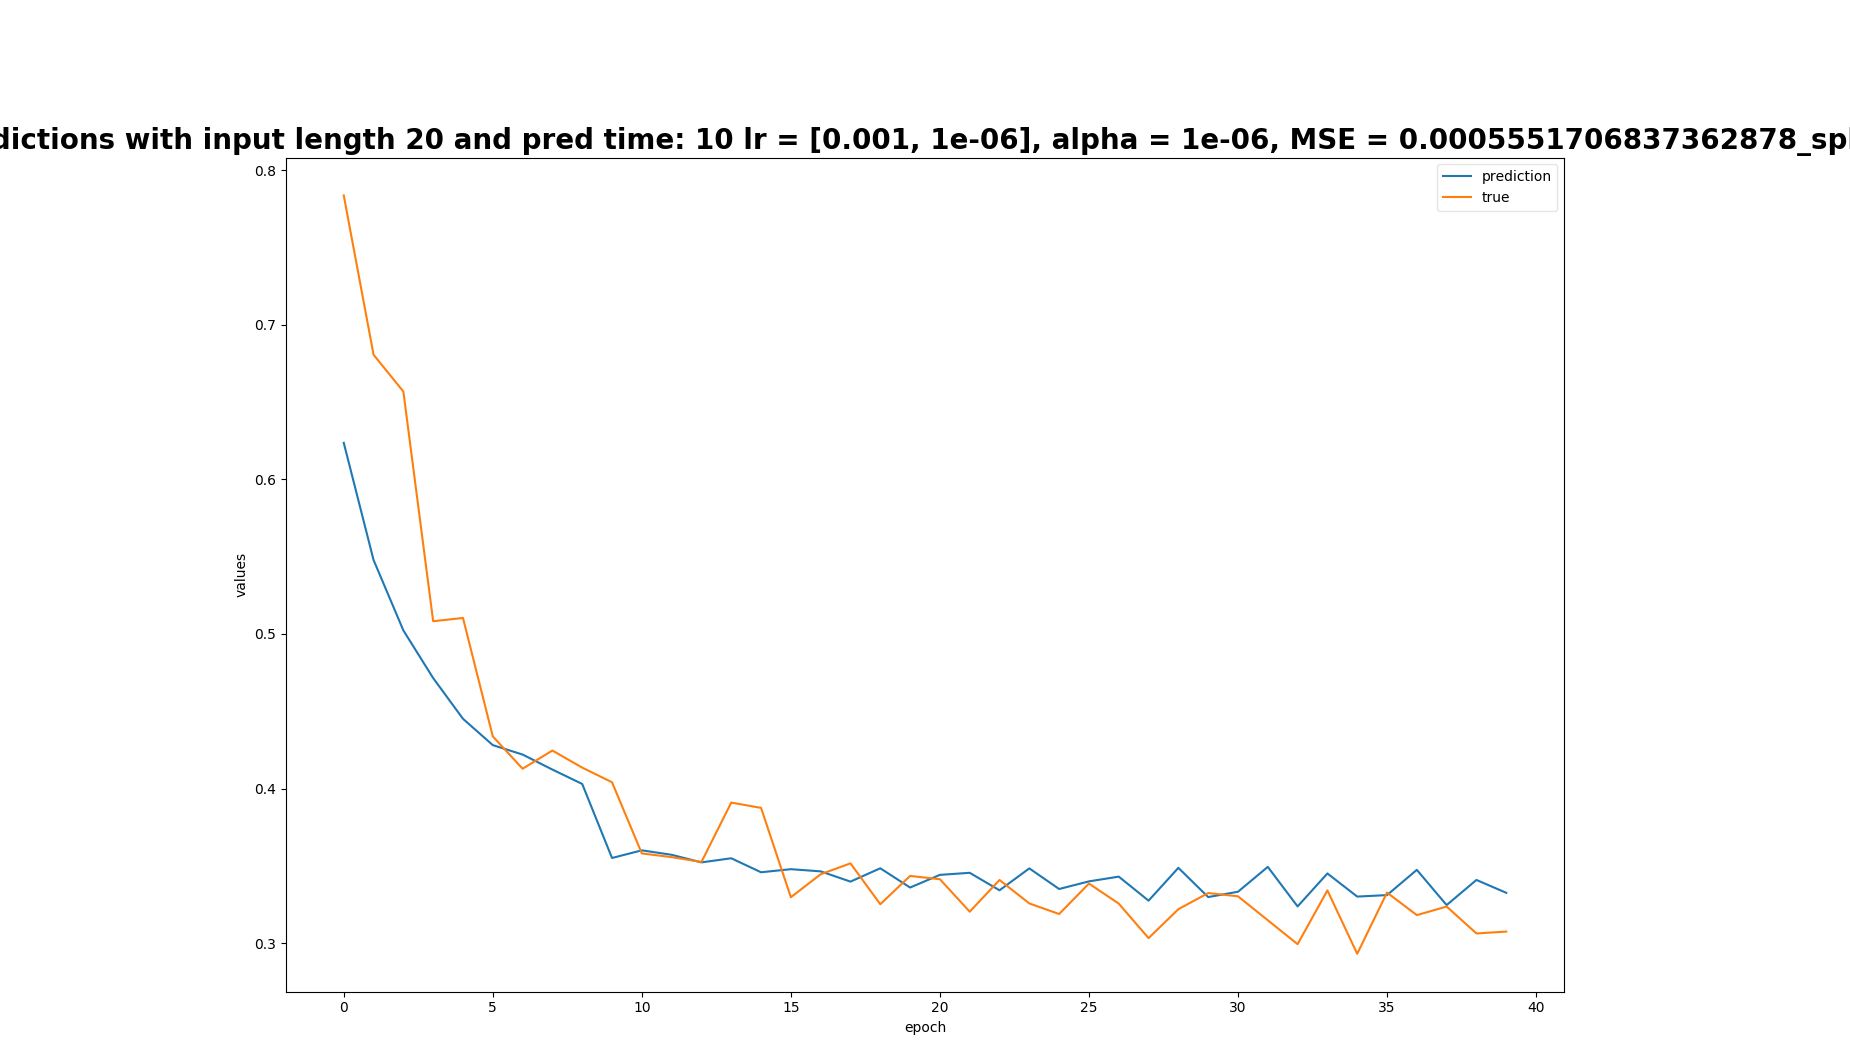 dictions with input length 20 and pred time: 10 lr = [0.001, 1e-06], alpha = 1e-06, MSE = 0.0005551706837362878_spl
prediction
true
0.8
0.7
0.6
0.5
0.4
0.3
values
0 5 10 15 20 25 30 35 40
epoch